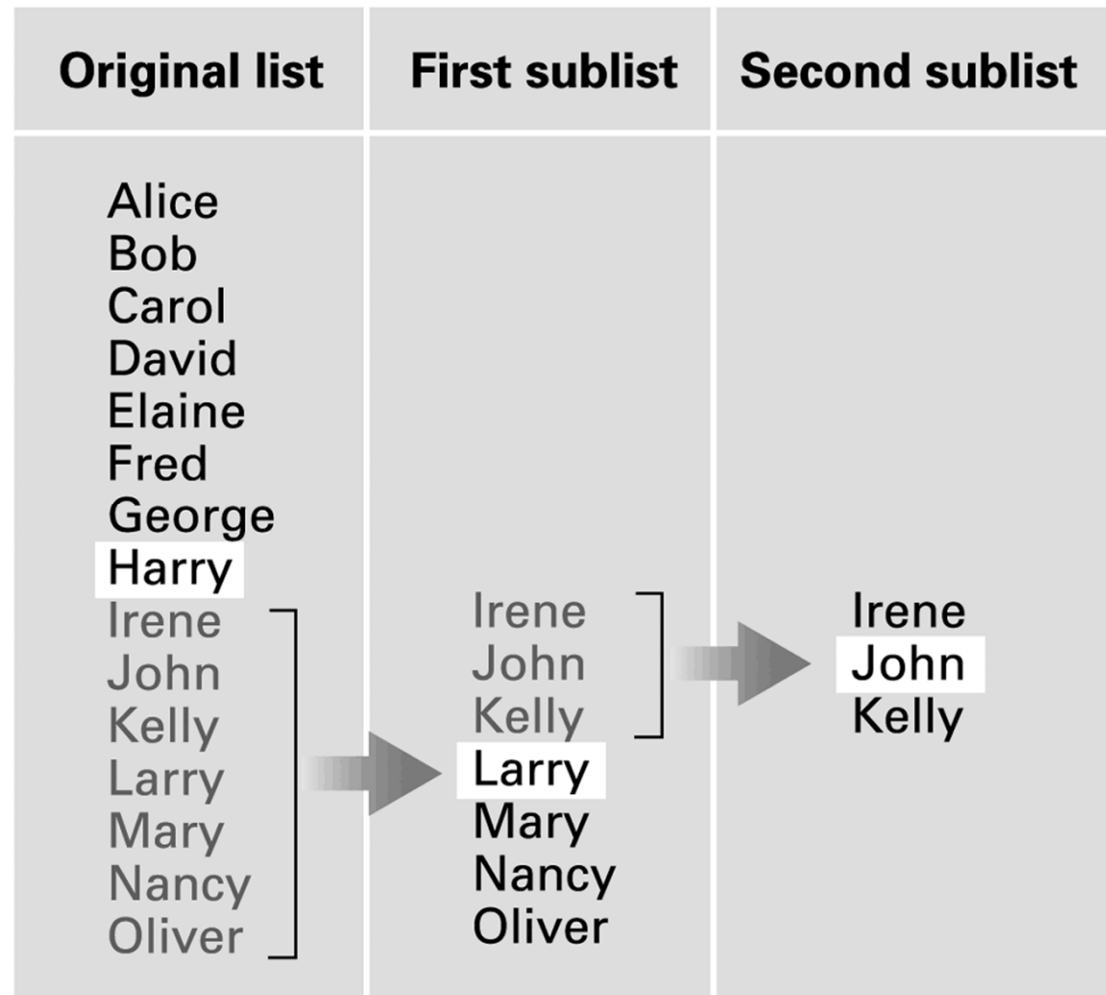 Original list
First sublist
Second sublist
Alice
Bob
Carol
David
Elaine
Fred
George
Harry
Irene
John
Kelly
Larry
Mary
Nancy
Oliver
Irene
John
Kelly
Larry
Mary
Nancy
Oliver
Irene
John
Kelly